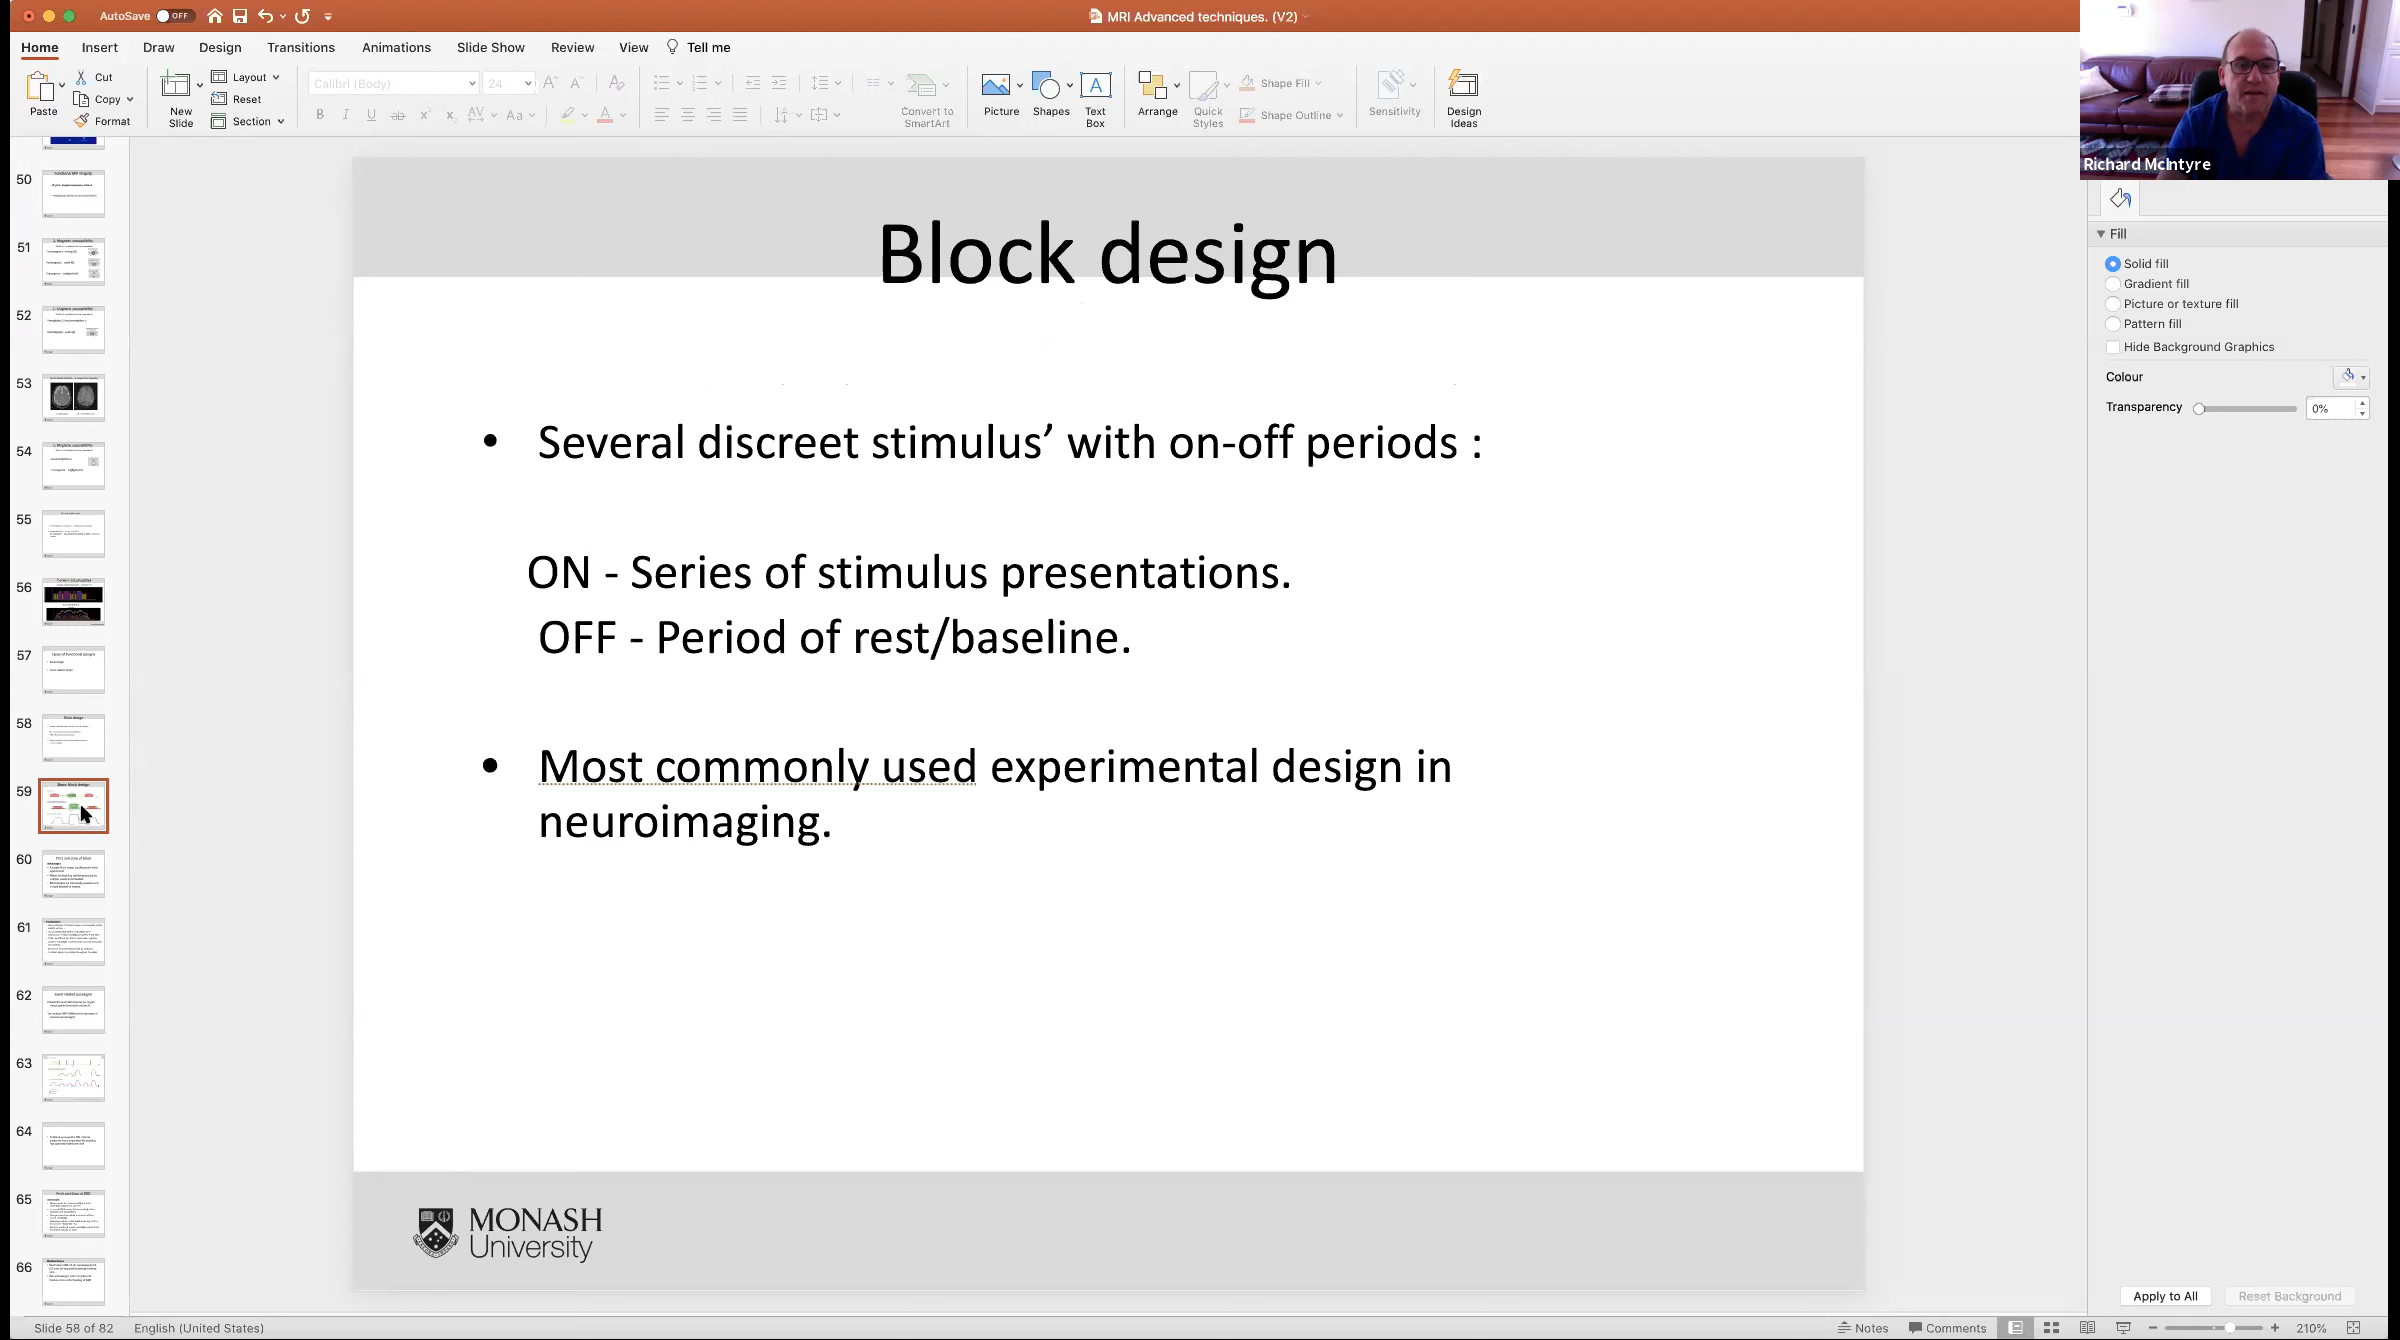 AutoSave OFF
MRI Advanced techniques. (V2)
Home Insert Draw Design Transitions Animations Slide Show Review View Tell me
Paste
Cut
Copy
Format
New Slide
Layout
Reset
Section
Calibri (Body) 24
Convert to SmartArt
Picture
Shapes
Text Box
Arrange
Quick Styles
Shape Fill
Shape Outline
Sensitivity
Design Ideas
Richard McIntyre
50
51
52
53
54
55
56
57
58
59
60
61
62
63
64
65
66
Block design
• Several discreet stimulus’ with on-off periods :
ON - Series of stimulus presentations.
OFF - Period of rest/baseline.
• Most commonly used experimental design in
neuroimaging.
MONASH
University
Fill
Solid fill
Gradient fill
Picture or texture fill
Pattern fill
Hide Background Graphics
Colour
Transparency 0%
Apply to All Reset Background
Slide 58 of 82 English (United States) Notes Comments 210%